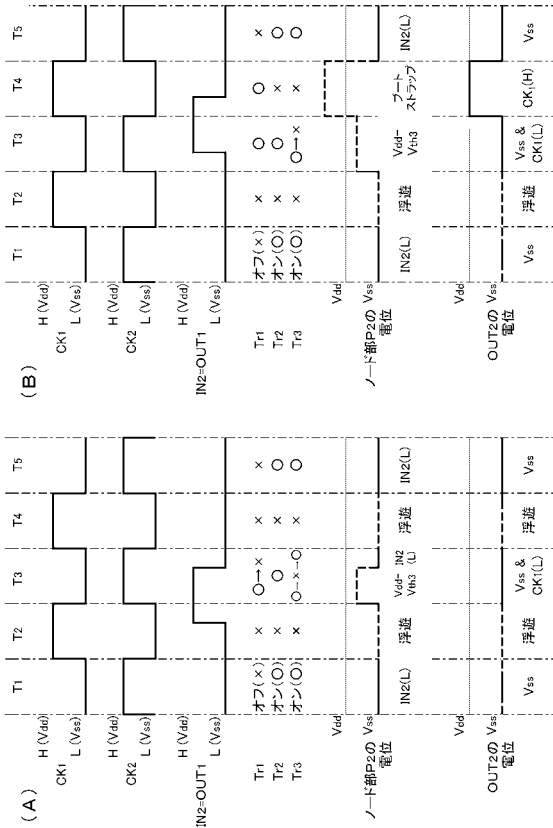 (A)
T1 T2 T3 T4 T5
H (Vdd)
CK1
L (Vss)
H (Vdd)
CK2
L (Vss)
H (Vdd)
IN2=OUT1
L (Vss)
Tr1 オフ(×) × ○→× × ×
Tr2 オン(○) × ○ × ○
Tr3 オン(○) × ○→×→○ × ○
Vdd
ノード部P2の
電位
Vss
IN2(L) 浮遊 Vdd-Vth3 IN2(L) 浮遊 IN2(L)
Vdd
OUT2の
電位
Vss
Vss 浮遊 Vss & CK1(L) 浮遊 Vss
(B)
T1 T2 T3 T4 T5
H (Vdd)
CK1
L (Vss)
H (Vdd)
CK2
L (Vss)
H (Vdd)
IN2=OUT1
L (Vss)
Tr1 オフ(×) × ○ ○ ×
Tr2 オン(○) × ○ × ○
Tr3 オン(○) × ○→× × ○
Vdd
ノード部P2の
電位
Vss
IN2(L) 浮遊 Vdd-Vth3 ブートストラップ IN2(L)
Vdd
OUT2の
電位
Vss
Vss 浮遊 Vss & CK1(L) CK1(H) Vss